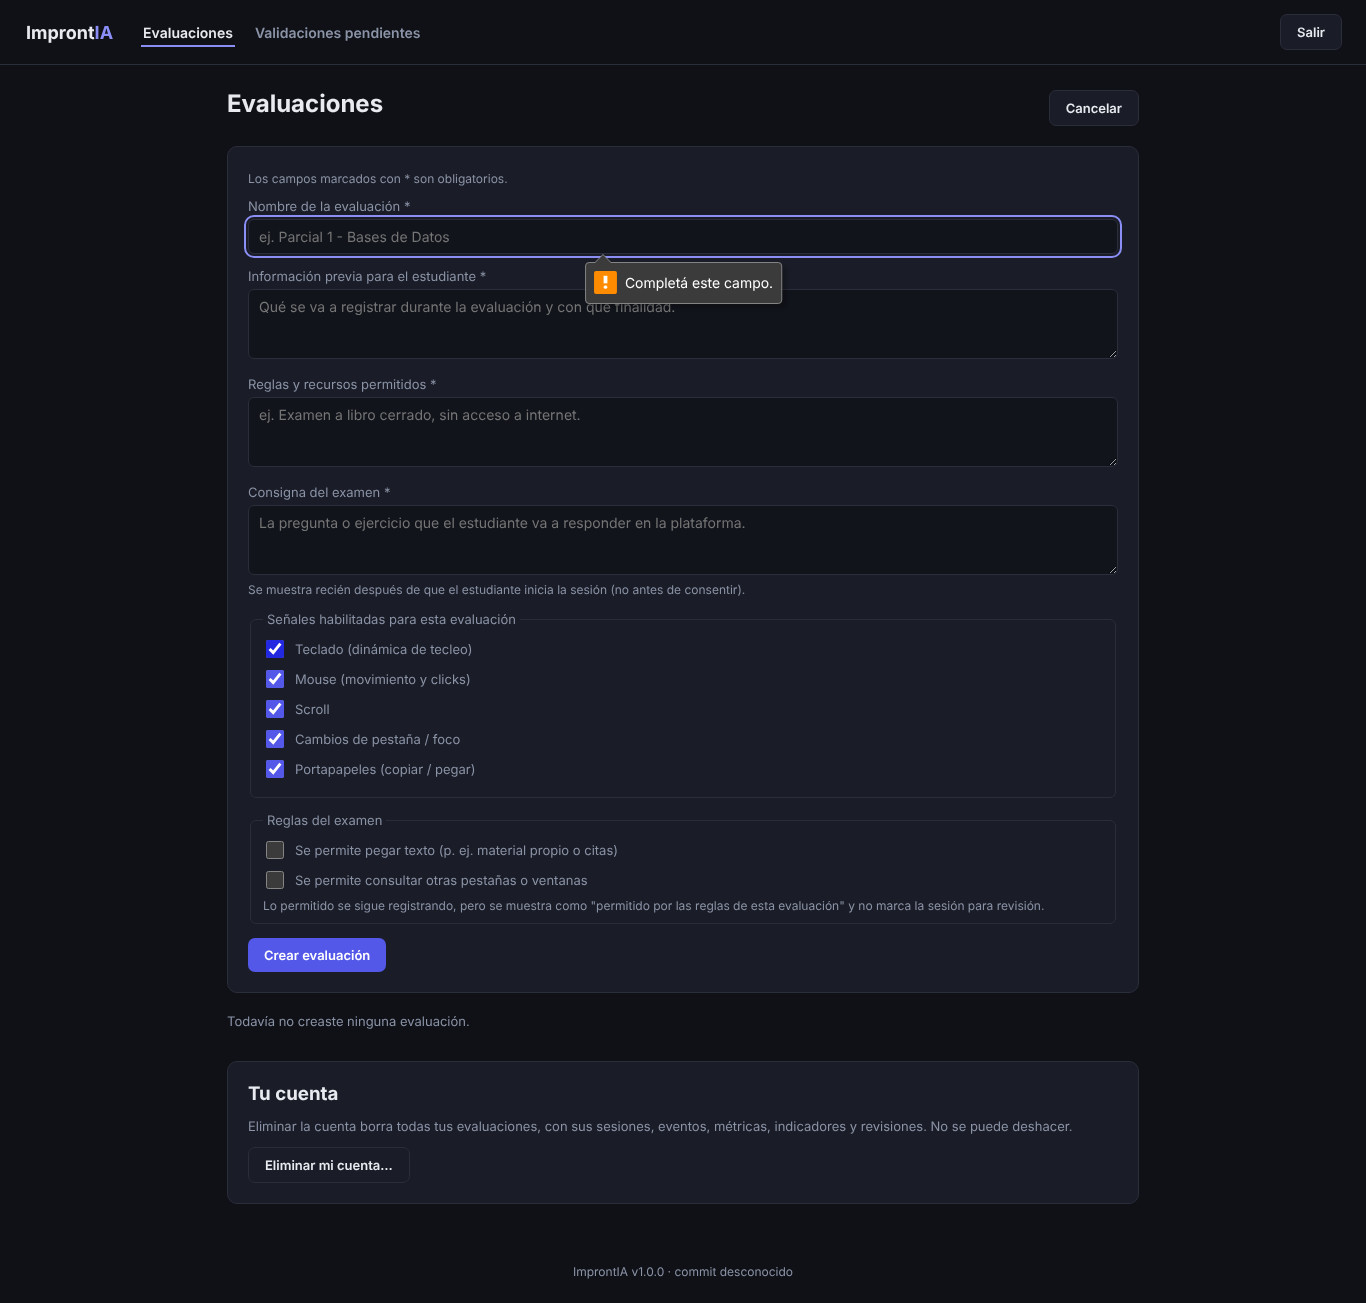 ImprontIA
Evaluaciones
Validaciones pendientes
Salir
Evaluaciones
Cancelar
Los campos marcados con * son obligatorios.
Nombre de la evaluación *
ej. Parcial 1 - Bases de Datos
Completá este campo.
Información previa para el estudiante *
Qué se va a registrar durante la evaluación y con qué finalidad.
Reglas y recursos permitidos *
ej. Examen a libro cerrado, sin acceso a internet.
Consigna del examen *
La pregunta o ejercicio que el estudiante va a responder en la plataforma.
Se muestra recién después de que el estudiante inicia la sesión (no antes de consentir).
Señales habilitadas para esta evaluación
Teclado (dinámica de tecleo)
Mouse (movimiento y clicks)
Scroll
Cambios de pestaña / foco
Portapapeles (copiar / pegar)
Reglas del examen
Se permite pegar texto (p. ej. material propio o citas)
Se permite consultar otras pestañas o ventanas
Lo permitido se sigue registrando, pero se muestra como "permitido por las reglas de esta evaluación" y no marca la sesión para revisión.
Crear evaluación
Todavía no creaste ninguna evaluación.
Tu cuenta
Eliminar la cuenta borra todas tus evaluaciones, con sus sesiones, eventos, métricas, indicadores y revisiones. No se puede deshacer.
Eliminar mi cuenta...
ImprontIA v1.0.0 · commit desconocido